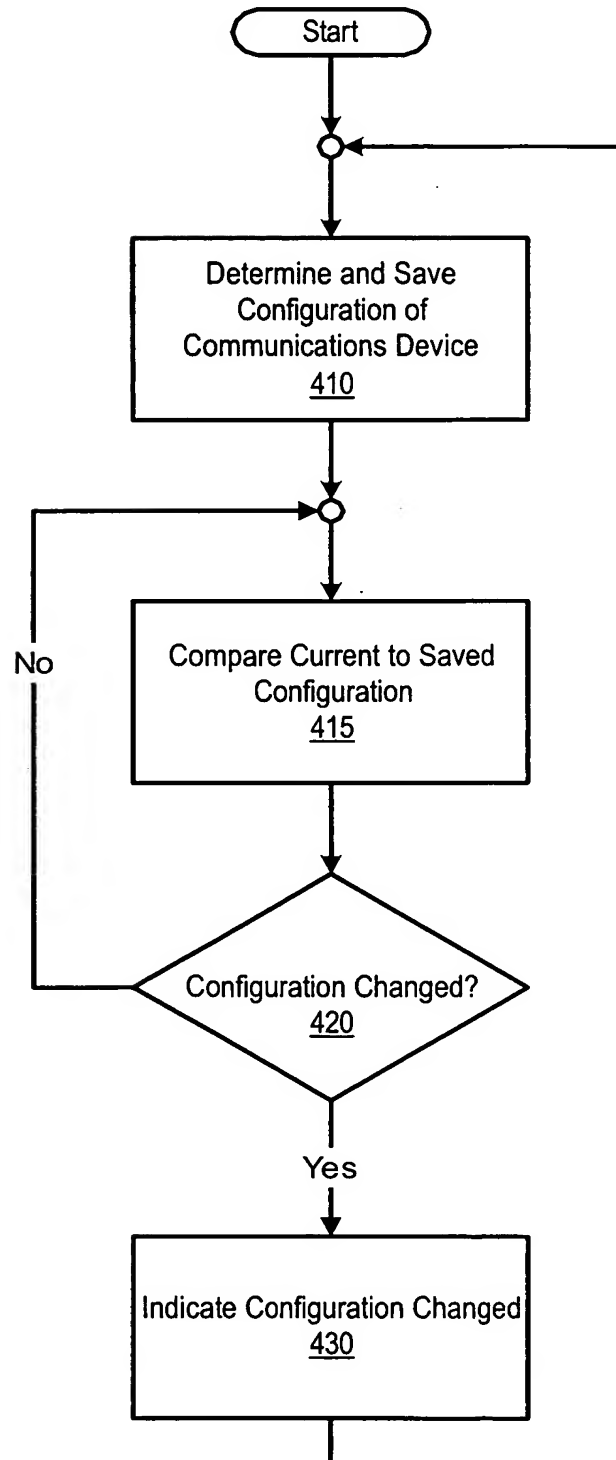 Start
Determine and Save
Configuration of
Communications Device
410
No
Compare Current to Saved
Configuration
415
Configuration Changed?
420
Yes
Indicate Configuration Changed
430